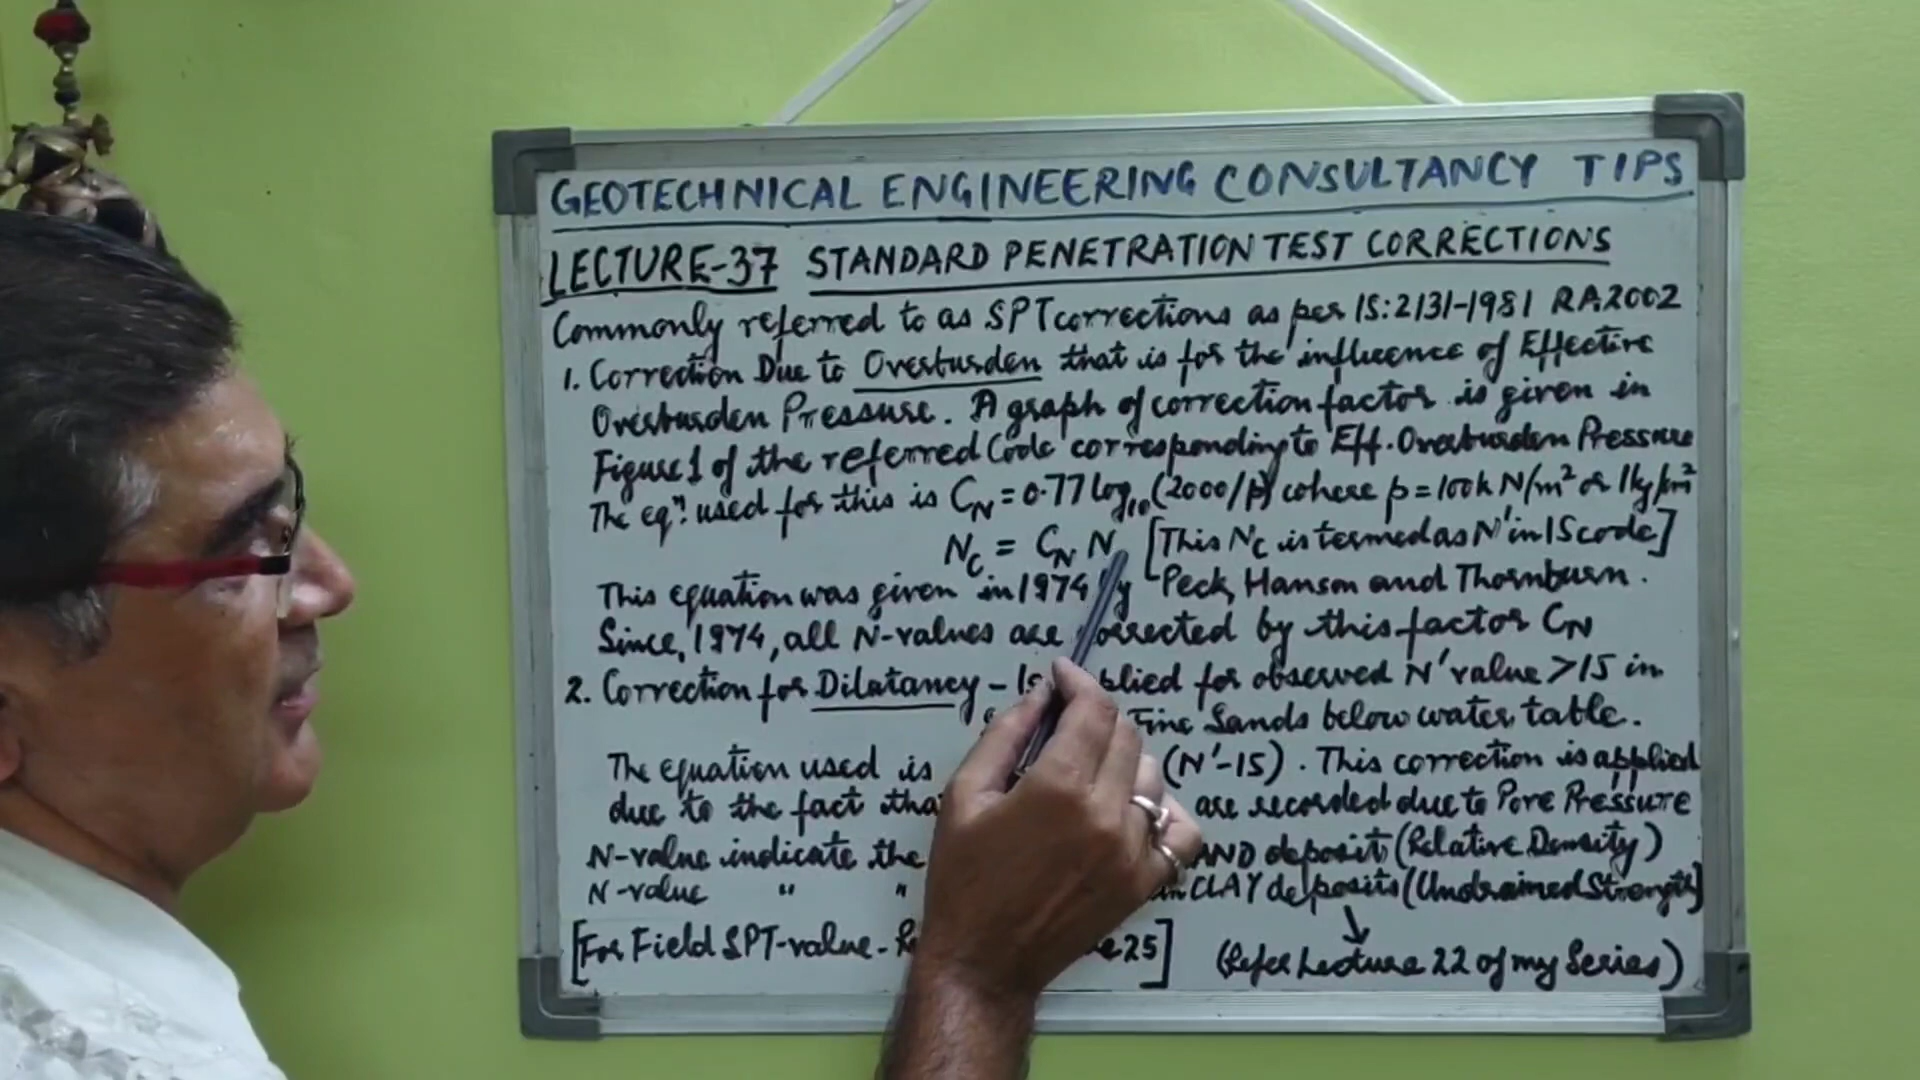 GEOTECHNICAL ENGINEERING CONSULTANCY TIPS
LECTURE-37 STANDARD PENETRATION TEST CORRECTIONS
Commonly referred to as SPT corrections as per IS:2131-1981 RA2002
1. Correction Due to Overburden that is for the influence of Effective
Overburden Pressure. A graph of correction factor is given in
Figure 1 of the referred Code corresponding to Eff. Overburden Pressure
The eqn. used for this is CN = 0.77 log10 (2000/p) where p = 100kN/m² or 1kg/cm²
NC = CN N [This NC is termed as N' in IS code]
This equation was given in 1974 by Peck, Hanson and Thornburn.
Since, 1974, all N-values are corrected by this factor CN
2. Correction for Dilatancy - Is applied for observed N' value >15 in
Fine Sands below water table.
The equation used is (N'-15). This correction is applied
due to the fact that are recorded due to Pore Pressure
N-value indicate the deposit (Relative Density)
N-value " " in CLAY deposits (Undrained Strength)
[For Field SPT-value- 25] (Refer Lecture 22 of my Series)